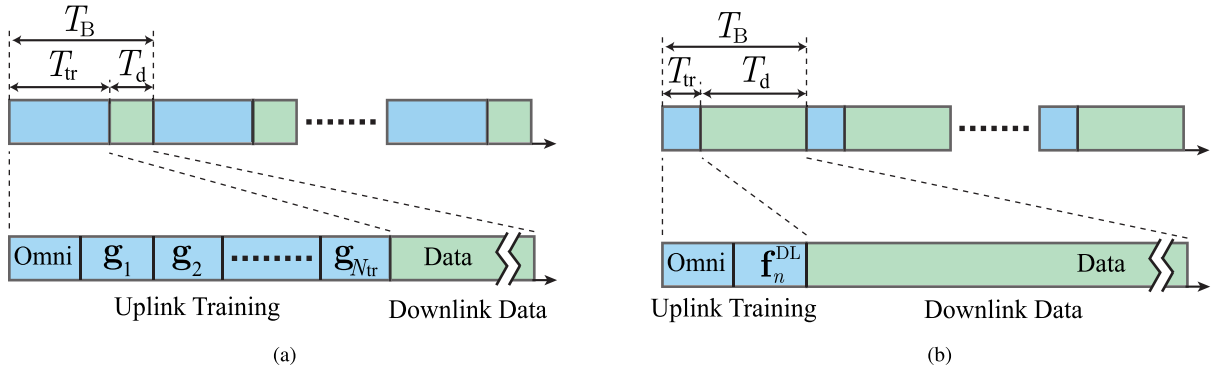 T_B
T_tr T_d
Omni g_1 g_2 g_{N_tr} Data
Uplink Training Downlink Data
(a)
T_B
T_tr T_d
Omni f_n^DL Data
Uplink Training Downlink Data
(b)